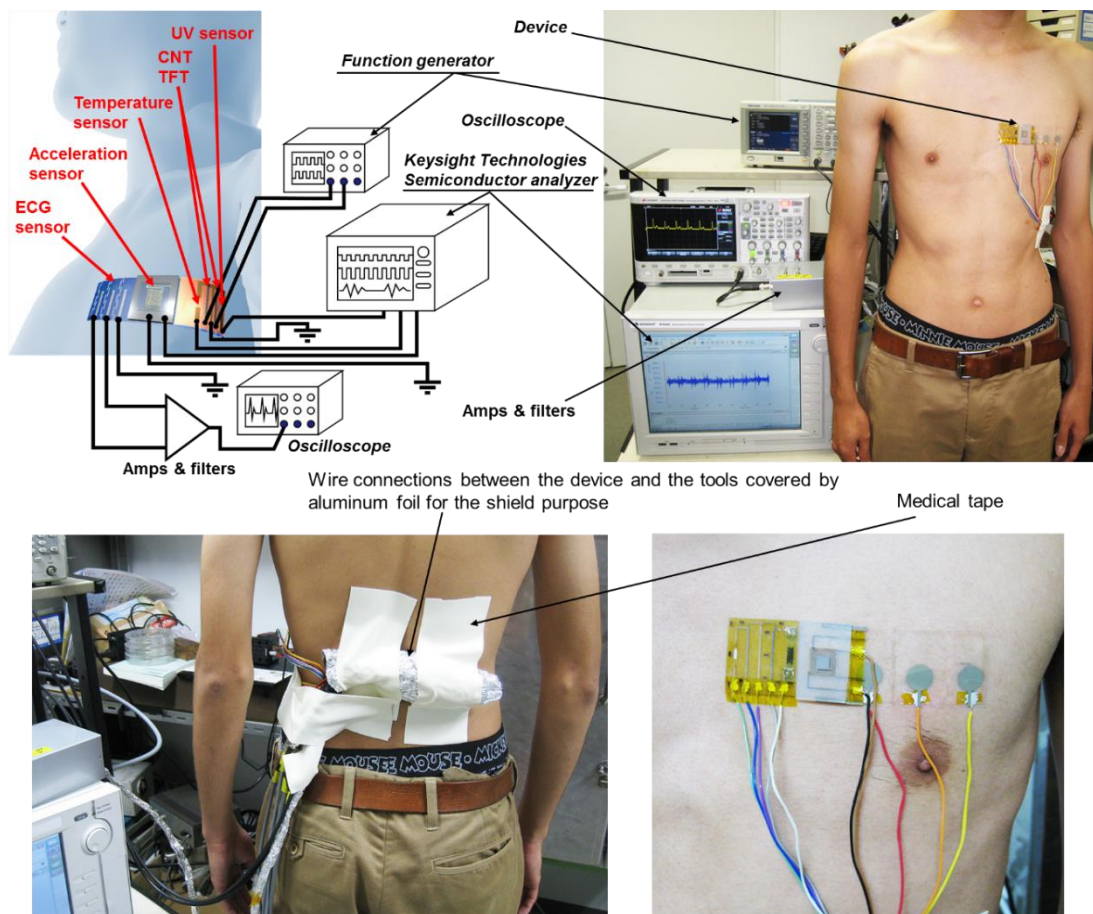 UV sensor
CNT
TFT
Temperature
sensor
Acceleration
sensor
ECG
sensor
Function generator
Device
Oscilloscope
Keysight Technologies
Semiconductor analyzer
Amps & filters
Oscilloscope
Amps & filters
MOUSE • MINNIE MOUSE • MICKEY
Wire connections between the device and the tools covered by
aluminum foil for the shield purpose
Medical tape
MOUSE • MOUSE • MICKEY